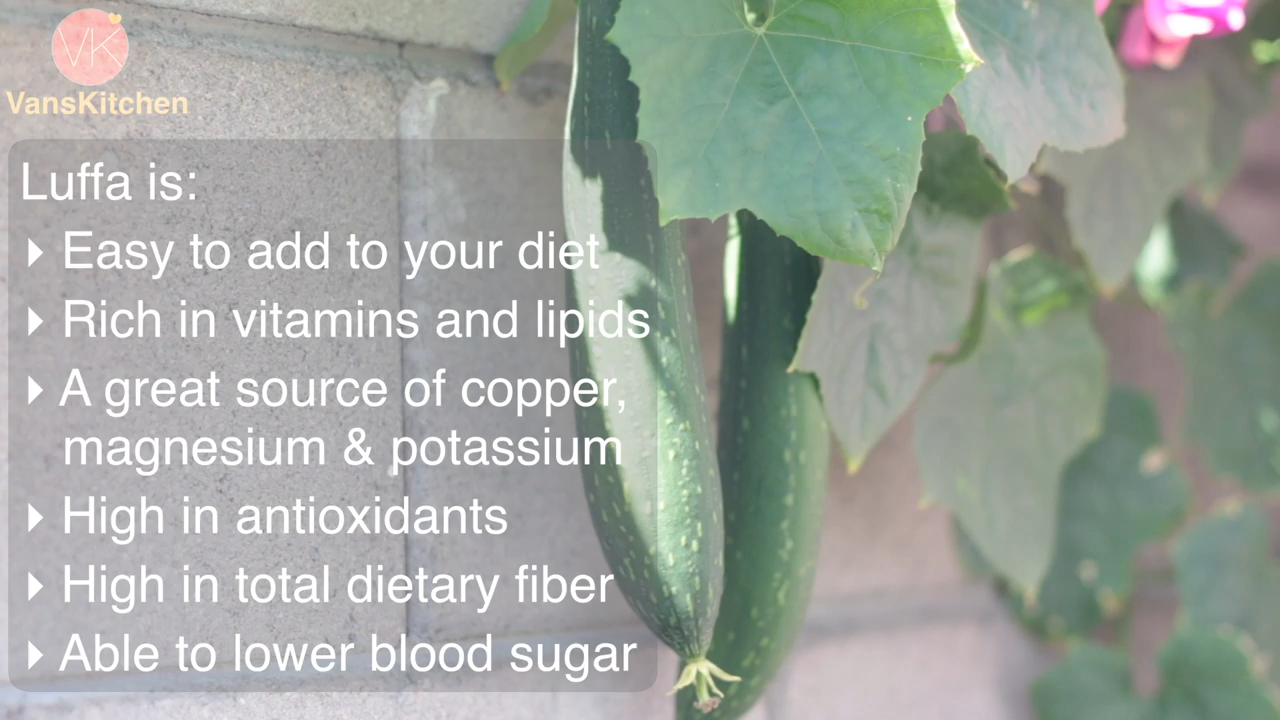 VK
VansKitchen
Luffa is:
‣ Easy to add to your diet
‣ Rich in vitamins and lipids
‣ A great source of copper,
magnesium & potassium
‣ High in antioxidants
‣ High in total dietary fiber
‣ Able to lower blood sugar